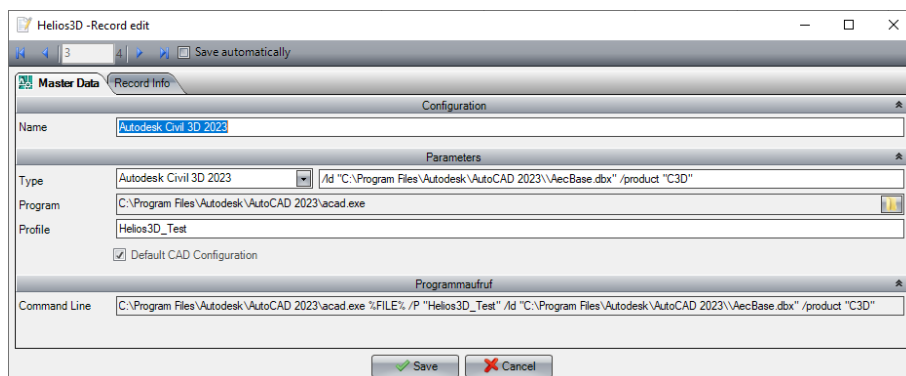 Helios3D -Record edit
3 4 Save automatically
Master Data Record Info
Configuration
Name Autodesk Civil 3D 2023
Parameters
Type Autodesk Civil 3D 2023 /ld "C:\Program Files\Autodesk\AutoCAD 2023\\AecBase.dbx" /product "C3D"
Program C:\Program Files\Autodesk\AutoCAD 2023\acad.exe
Profile Helios3D_Test
Default CAD Configuration
Programmaufruf
Command Line C:\Program Files\Autodesk\AutoCAD 2023\acad.exe %FILE% /P "Helios3D_Test" /ld "C:\Program Files\Autodesk\AutoCAD 2023\\AecBase.dbx" /product "C3D"
Save Cancel